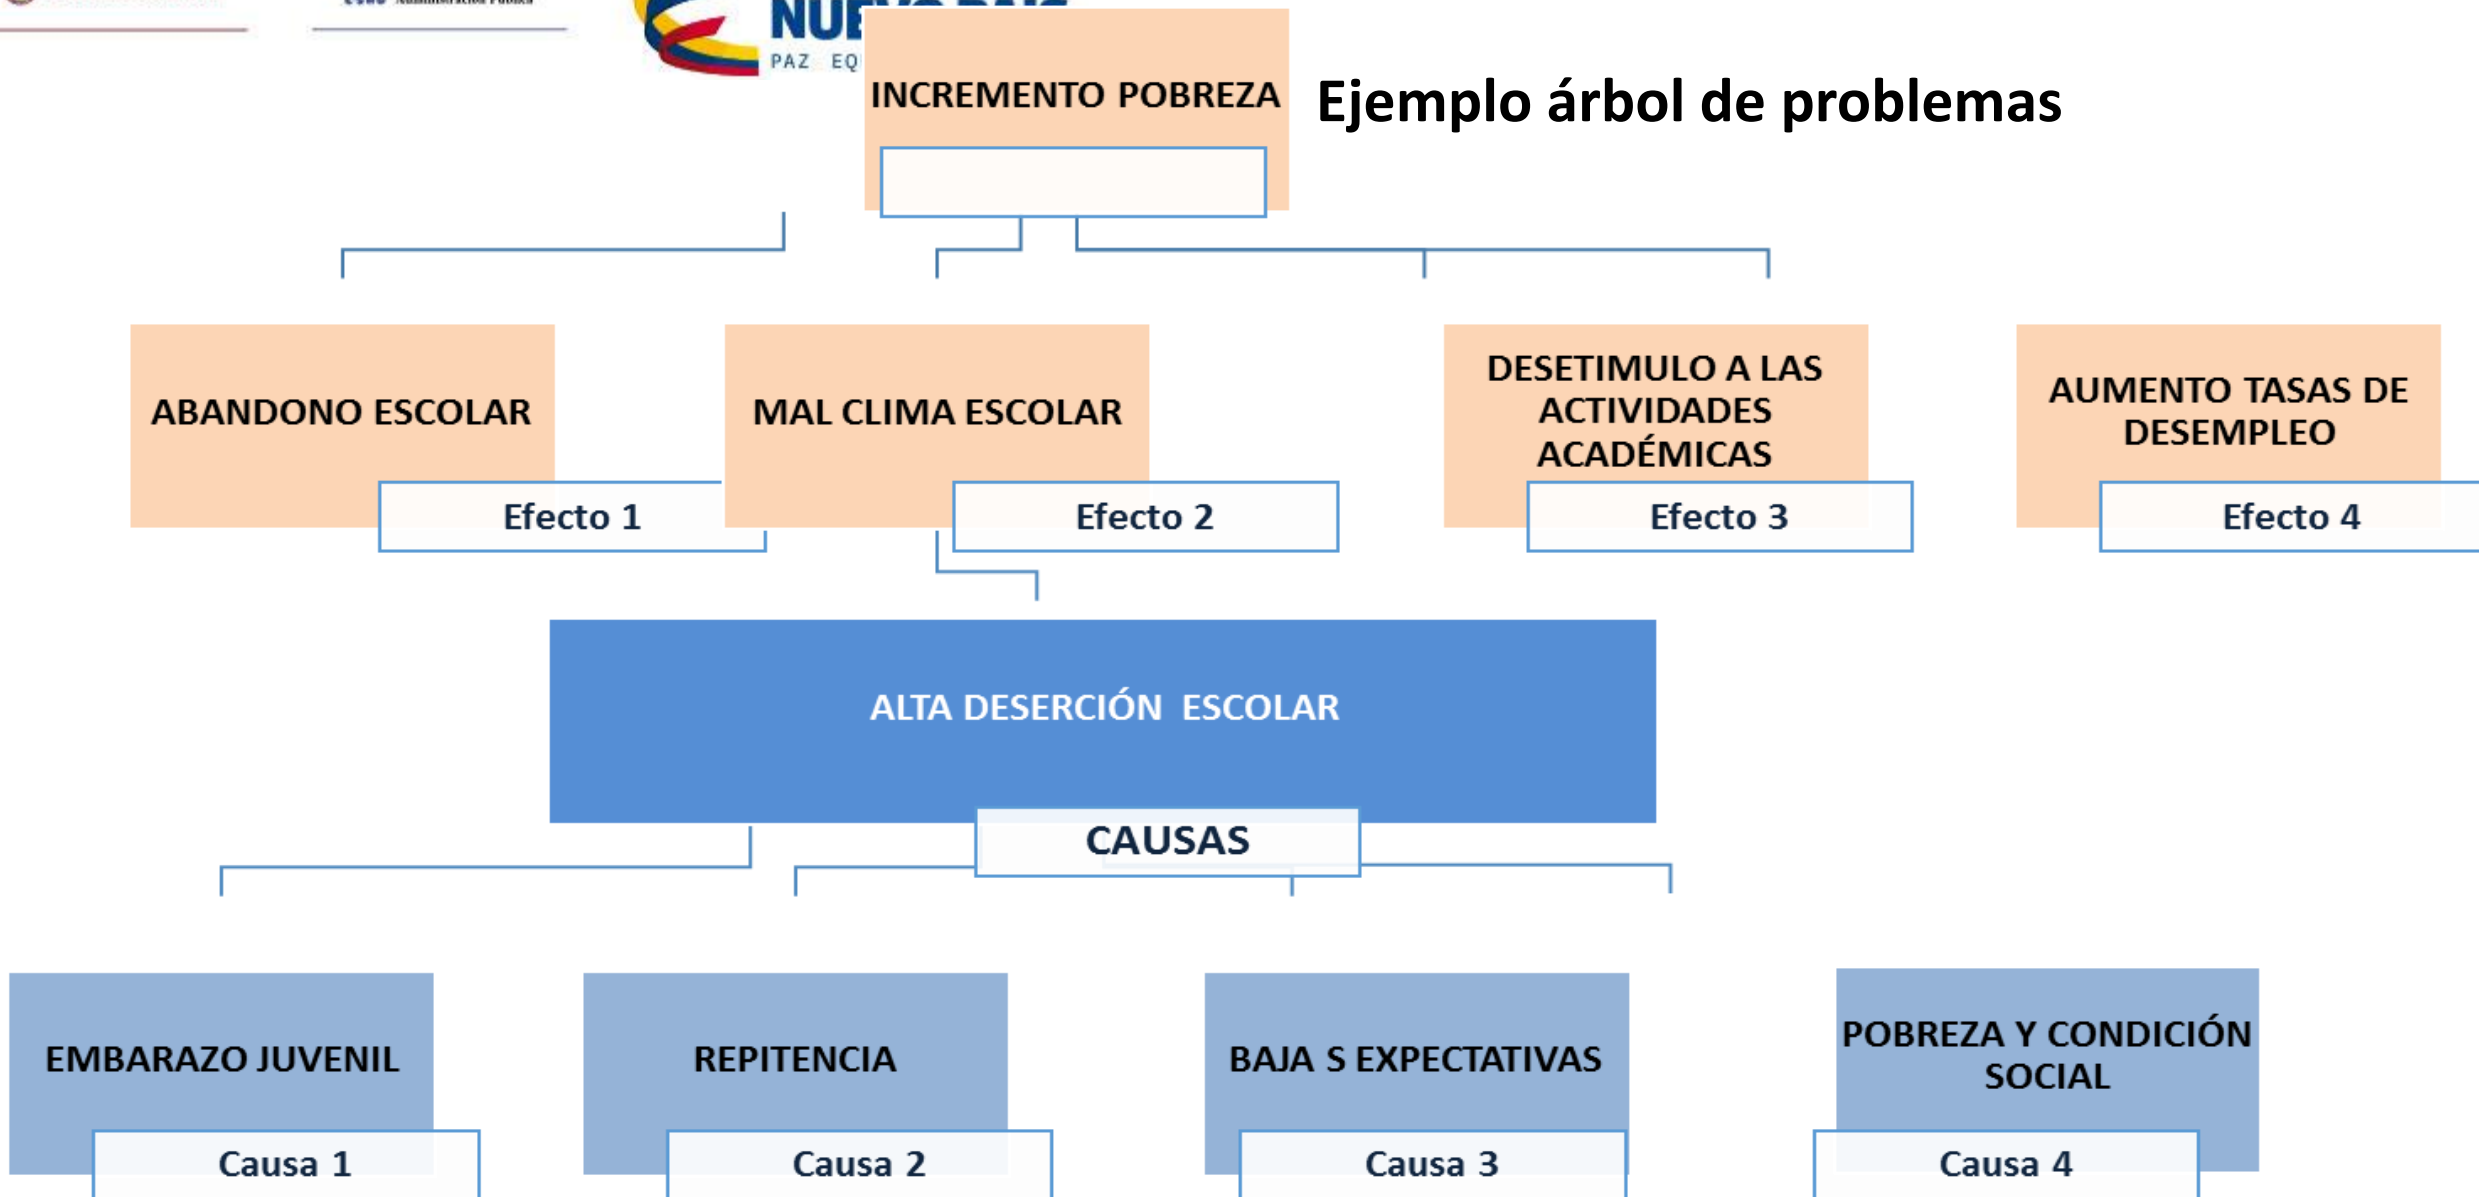 PAZ EQ
INCREMENTO POBREZA
Ejemplo árbol de problemas
ABANDONO ESCOLAR
Efecto 1
MAL CLIMA ESCOLAR
Efecto 2
DESETIMULO A LAS
ACTIVIDADES
ACADÉMICAS
Efecto 3
AUMENTO TASAS DE
DESEMPLEO
Efecto 4
ALTA DESERCIÓN ESCOLAR
CAUSAS
EMBARAZO JUVENIL
Causa 1
REPITENCIA
Causa 2
BAJA S EXPECTATIVAS
Causa 3
POBREZA Y CONDICIÓN
SOCIAL
Causa 4